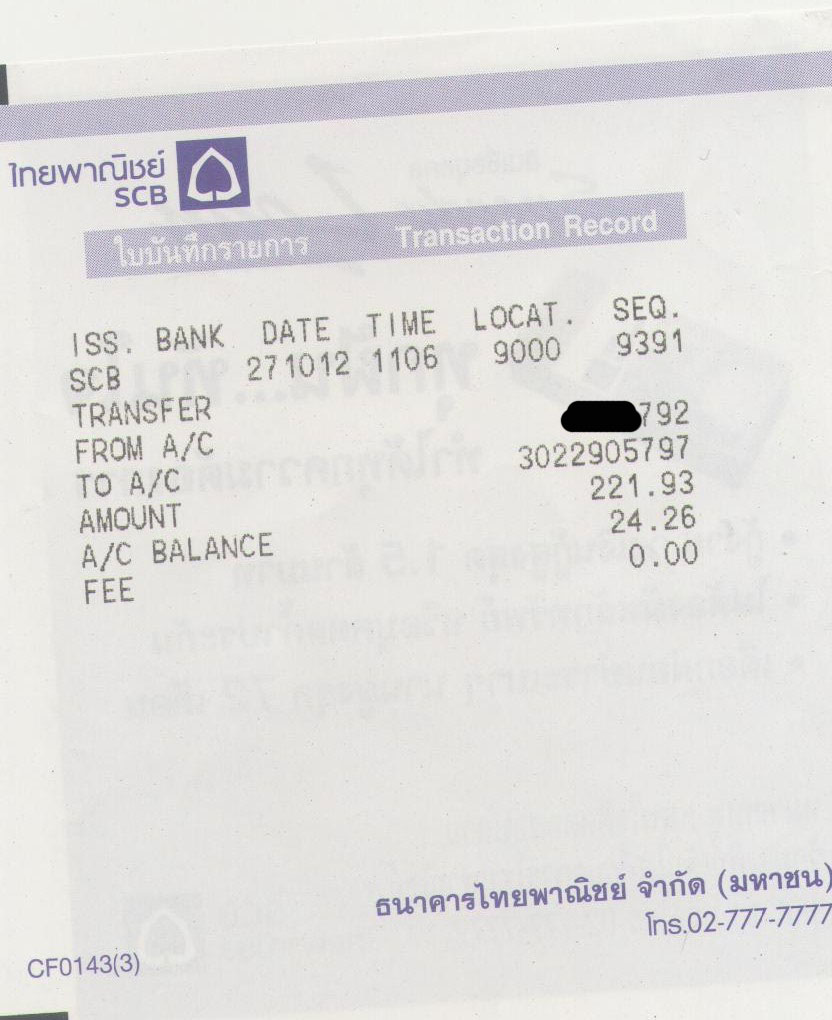 ไทยพาณิชย์
SCB
ใบบันทึกรายการ Transaction Record
ISS. BANK DATE TIME LOCAT. SEQ.
SCB 271012 1106 9000 9391
TRANSFER
FROM A/C 792
TO A/C 3022905797
AMOUNT 221.93
A/C BALANCE 24.26
FEE 0.00
ธนาคารไทยพาณิชย์ จำกัด (มหาชน)
โทร.02-777-7777
CF0143(3)